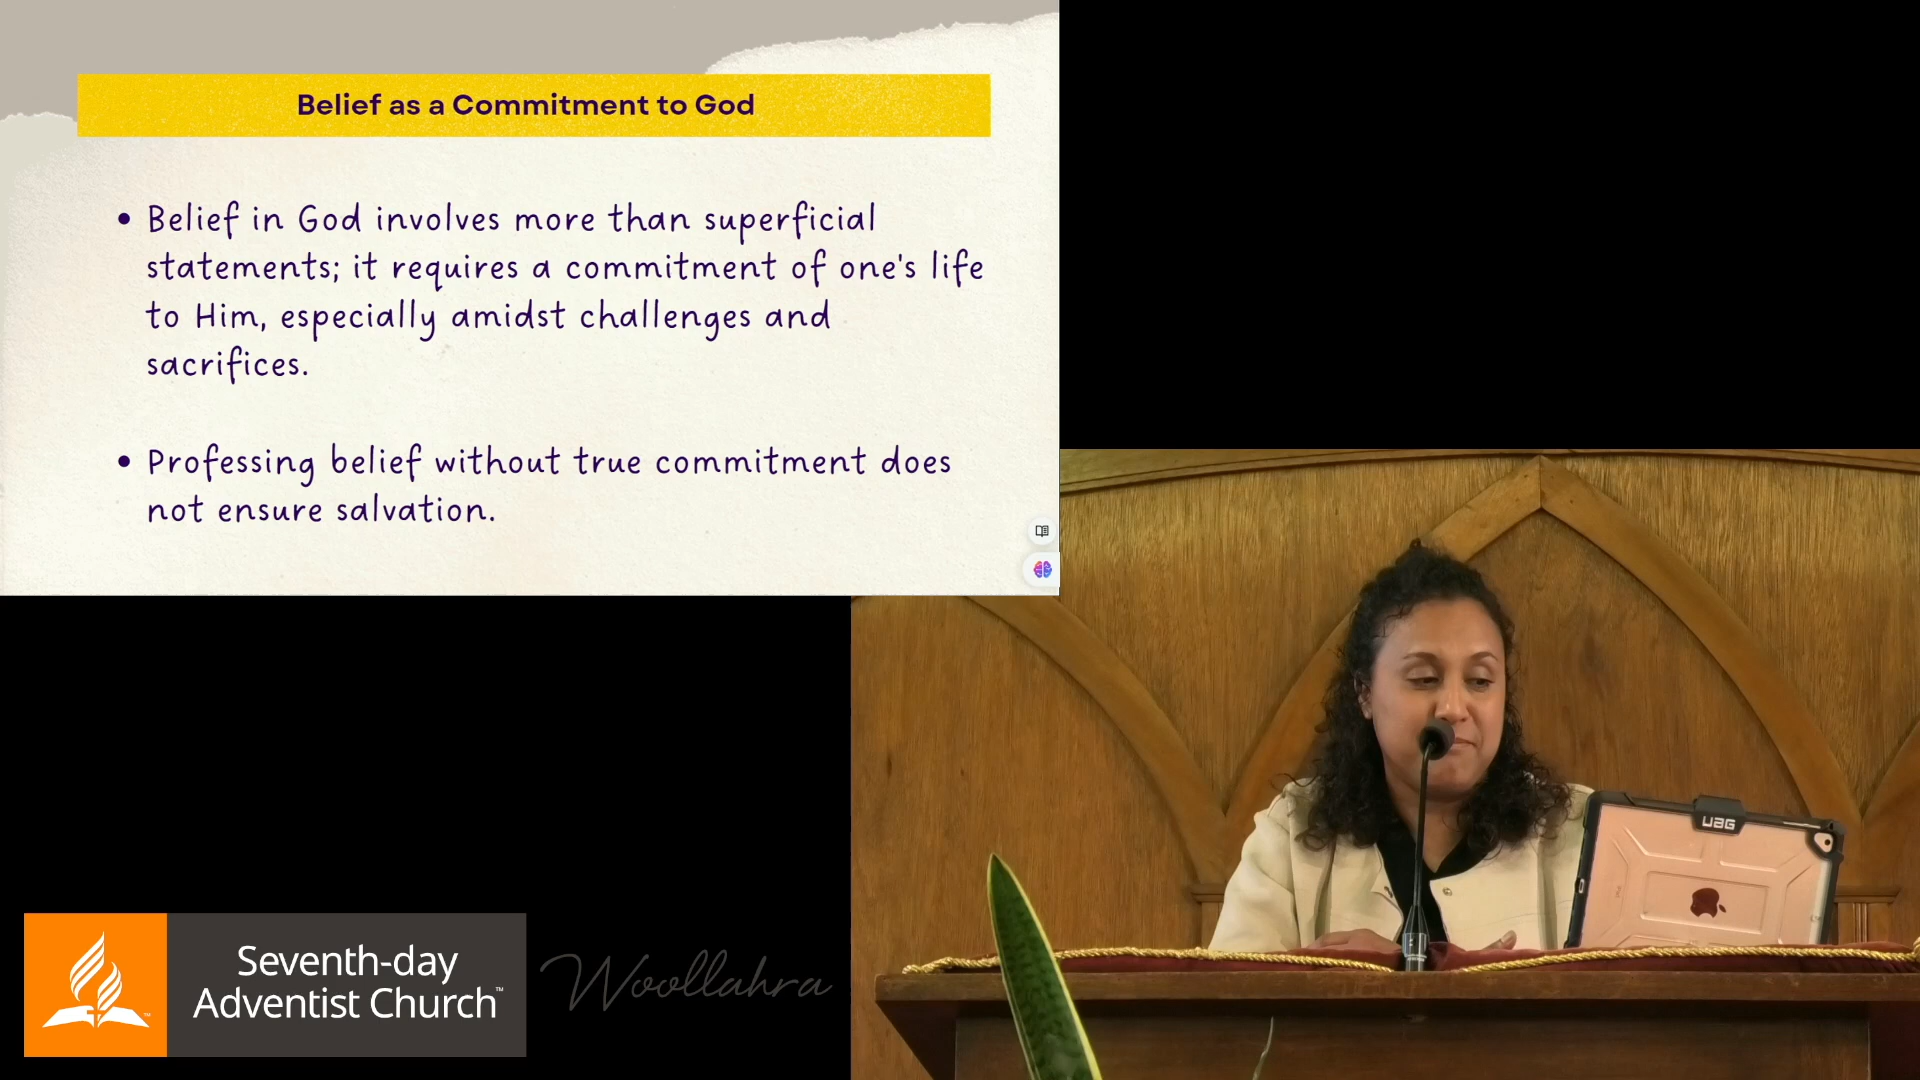 Belief as a Commitment to God
• Belief in God involves more than superficial
statements; it requires a commitment of one's life
to Him, especially amidst challenges and
sacrifices.
• Professing belief without true commitment does
not ensure salvation.
UAG
Seventh-day
Adventist Church™
Woollahra